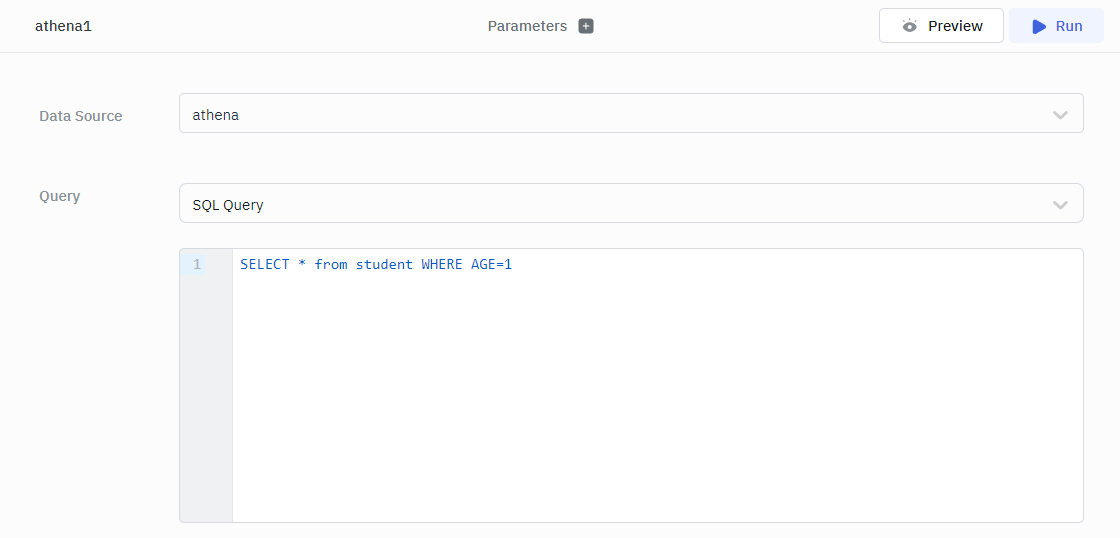 athena1
Parameters +
Preview
Run
Data Source
athena
Query
SQL Query
1 SELECT * from student WHERE AGE=1